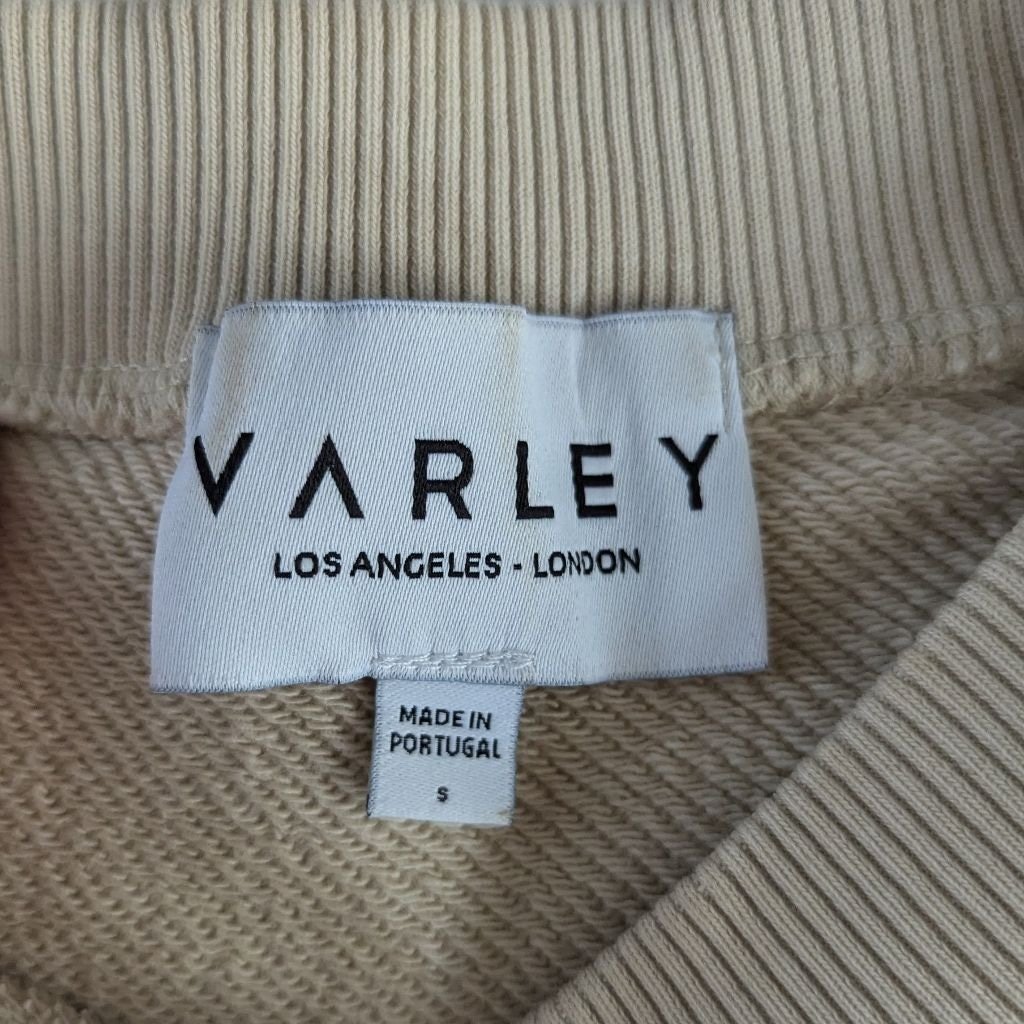 VARLEY
LOS ANGELES - LONDON
MADE IN
PORTUGAL
S